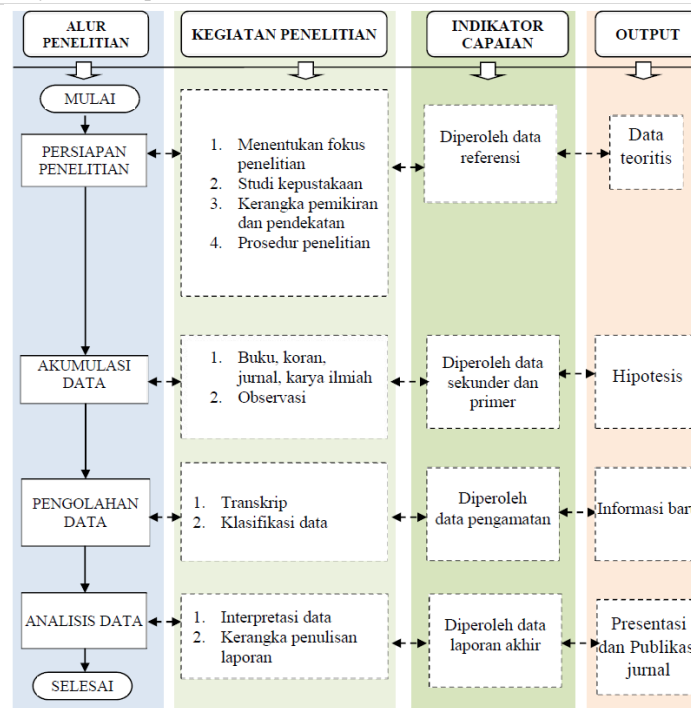 ALUR
PENELITIAN
KEGIATAN PENELITIAN
INDIKATOR
CAPAIAN
OUTPUT
MULAI
PERSIAPAN
PENELITIAN
1. Menentukan fokus
penelitian
2. Studi kepustakaan
3. Kerangka pemikiran
dan pendekatan
4. Prosedur penelitian
Diperoleh data
referensi
Data
teoritis
AKUMULASI
DATA
1. Buku, koran,
jurnal, karya ilmiah
2. Observasi
Diperoleh data
sekunder dan
primer
Hipotesis
PENGOLAHAN
DATA
1. Transkrip
2. Klasifikasi data
Diperoleh
data pengamatan
Informasi bar
ANALISIS DATA
1. Interpretasi data
2. Kerangka penulisan
laporan
Diperoleh data
laporan akhir
Presentasi
dan Publikas
jurnal
SELESAI